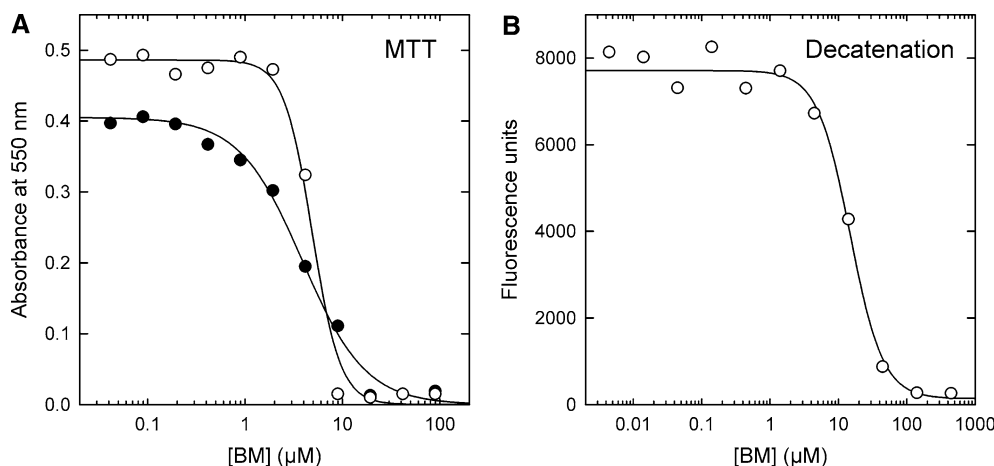 A
MTT
0.5
0.4
0.3
0.2
0.1
0.0
Absorbance at 550 nm
0.1 1 10 100
[BM] (µM)
B
Decatenation
8000
6000
4000
2000
0
Fluorescence units
0.01 0.1 1 10 100 1000
[BM] (µM)